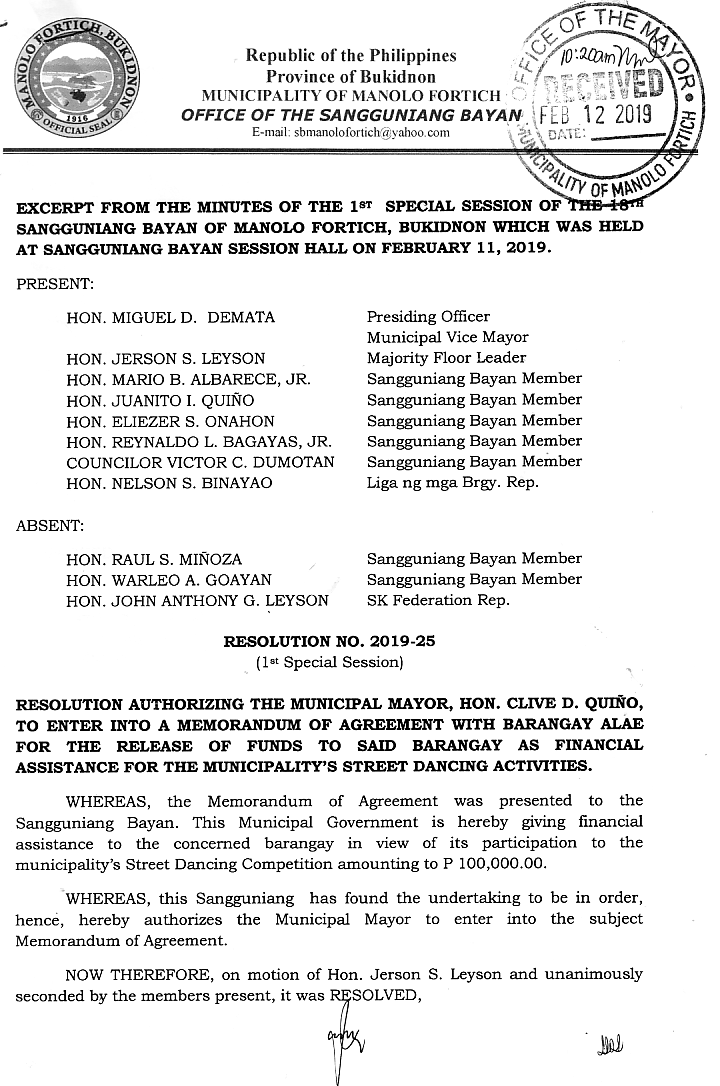 MANOLO FORTICH, BUKIDNON
1916
OFFICIAL SEAL
Republic of the Philippines
Province of Bukidnon
MUNICIPALITY OF MANOLO FORTICH
OFFICE OF THE SANGGUNIANG BAYAN
E-mail: sbmanolofortich@yahoo.com
OFFICE OF THE MAYOR
10:20am
RECEIVED
FEB 12 2019
DATE:
MUNICIPALITY OF MANOLO FORTICH
EXCERPT FROM THE MINUTES OF THE 1ST SPECIAL SESSION OF THE 18TH
SANGGUNIANG BAYAN OF MANOLO FORTICH, BUKIDNON WHICH WAS HELD
AT SANGGUNIANG BAYAN SESSION HALL ON FEBRUARY 11, 2019.
PRESENT:
HON. MIGUEL D. DEMATA Presiding Officer
Municipal Vice Mayor
HON. JERSON S. LEYSON Majority Floor Leader
HON. MARIO B. ALBARECE, JR. Sangguniang Bayan Member
HON. JUANITO I. QUIÑO Sangguniang Bayan Member
HON. ELIEZER S. ONAHON Sangguniang Bayan Member
HON. REYNALDO L. BAGAYAS, JR. Sangguniang Bayan Member
COUNCILOR VICTOR C. DUMOTAN Sangguniang Bayan Member
HON. NELSON S. BINAYAO Liga ng mga Brgy. Rep.
ABSENT:
HON. RAUL S. MIÑOZA Sangguniang Bayan Member
HON. WARLEO A. GOAYAN Sangguniang Bayan Member
HON. JOHN ANTHONY G. LEYSON SK Federation Rep.
RESOLUTION NO. 2019-25
(1st Special Session)
RESOLUTION AUTHORIZING THE MUNICIPAL MAYOR, HON. CLIVE D. QUIÑO,
TO ENTER INTO A MEMORANDUM OF AGREEMENT WITH BARANGAY ALAE
FOR THE RELEASE OF FUNDS TO SAID BARANGAY AS FINANCIAL
ASSISTANCE FOR THE MUNICIPALITY'S STREET DANCING ACTIVITIES.
WHEREAS, the Memorandum of Agreement was presented to the
Sangguniang Bayan. This Municipal Government is hereby giving financial
assistance to the concerned barangay in view of its participation to the
municipality's Street Dancing Competition amounting to P 100,000.00.
WHEREAS, this Sangguniang has found the undertaking to be in order,
hence, hereby authorizes the Municipal Mayor to enter into the subject
Memorandum of Agreement.
NOW THEREFORE, on motion of Hon. Jerson S. Leyson and unanimously
seconded by the members present, it was RESOLVED,